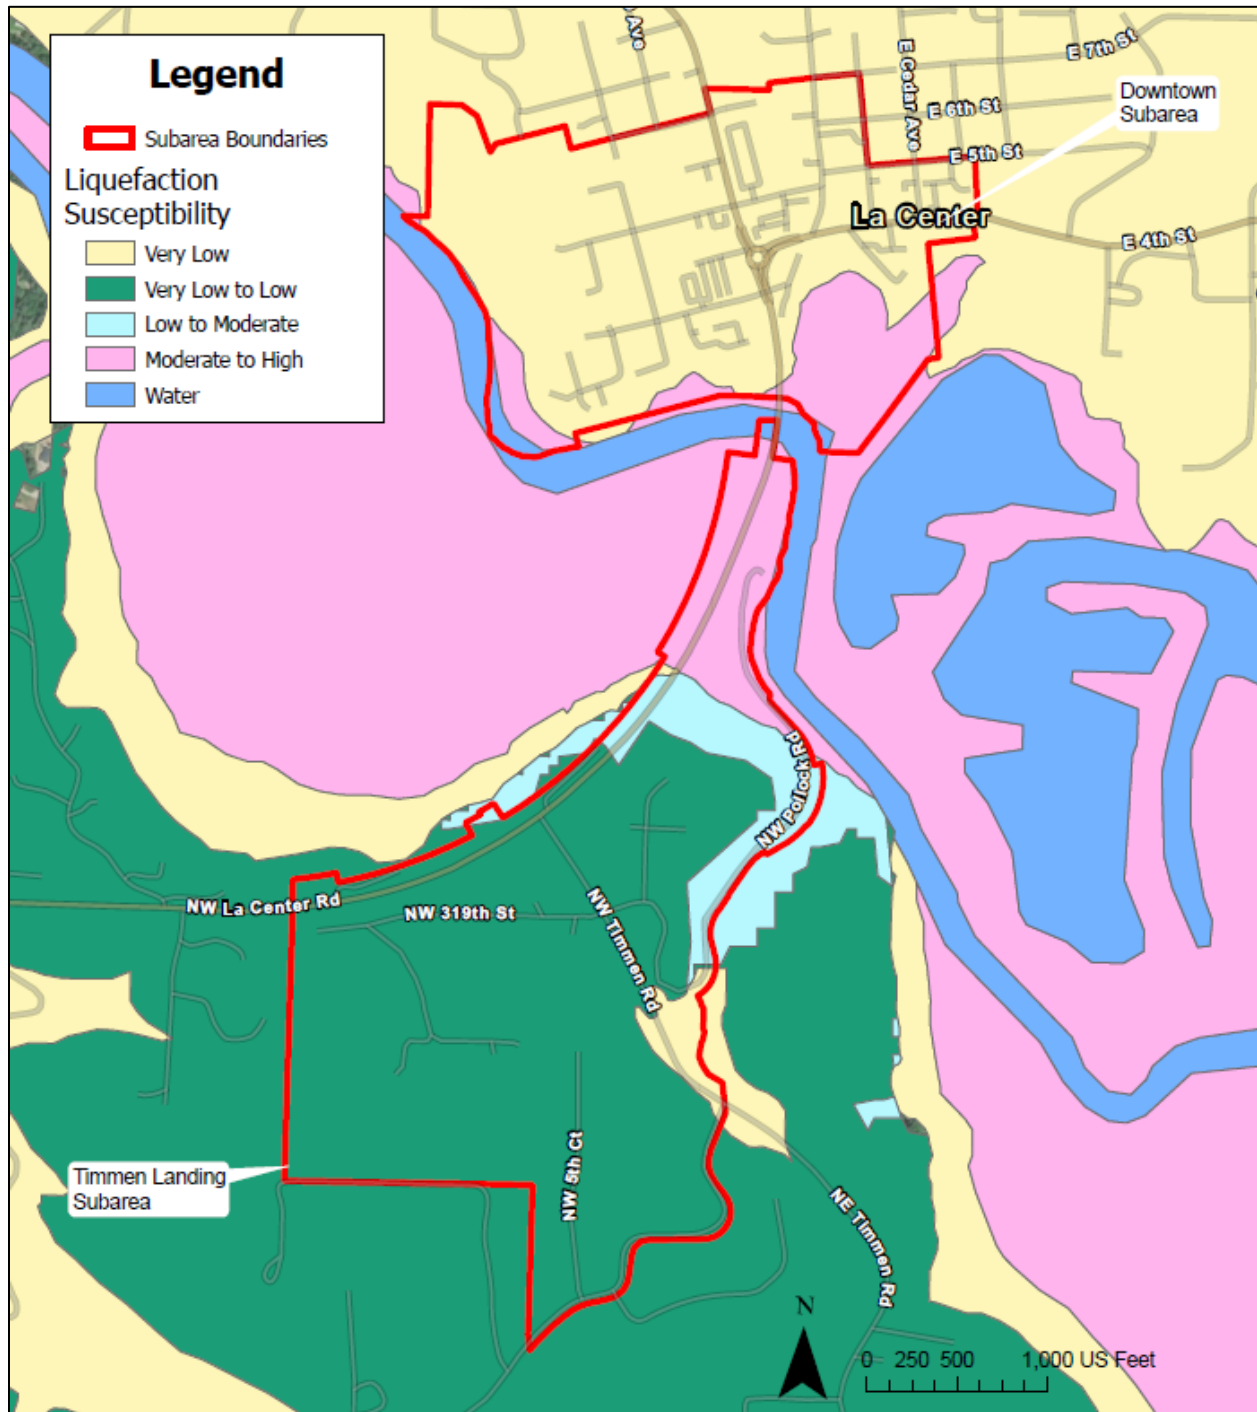 Legend
Subarea Boundaries
Liquefaction
Susceptibility
Very Low
Very Low to Low
Low to Moderate
Moderate to High
Water
Ave
E Cedar Ave
E 7th St
E 6th St
E 5th St
Downtown
Subarea
La Center
E 4th St
NW Pollock Rd
NW La Center Rd
NW 319th St
NW Timmen Rd
NW 5th Ct
Timmen Landing
Subarea
NE Timmen Rd
N
0 250 500 1,000 US Feet